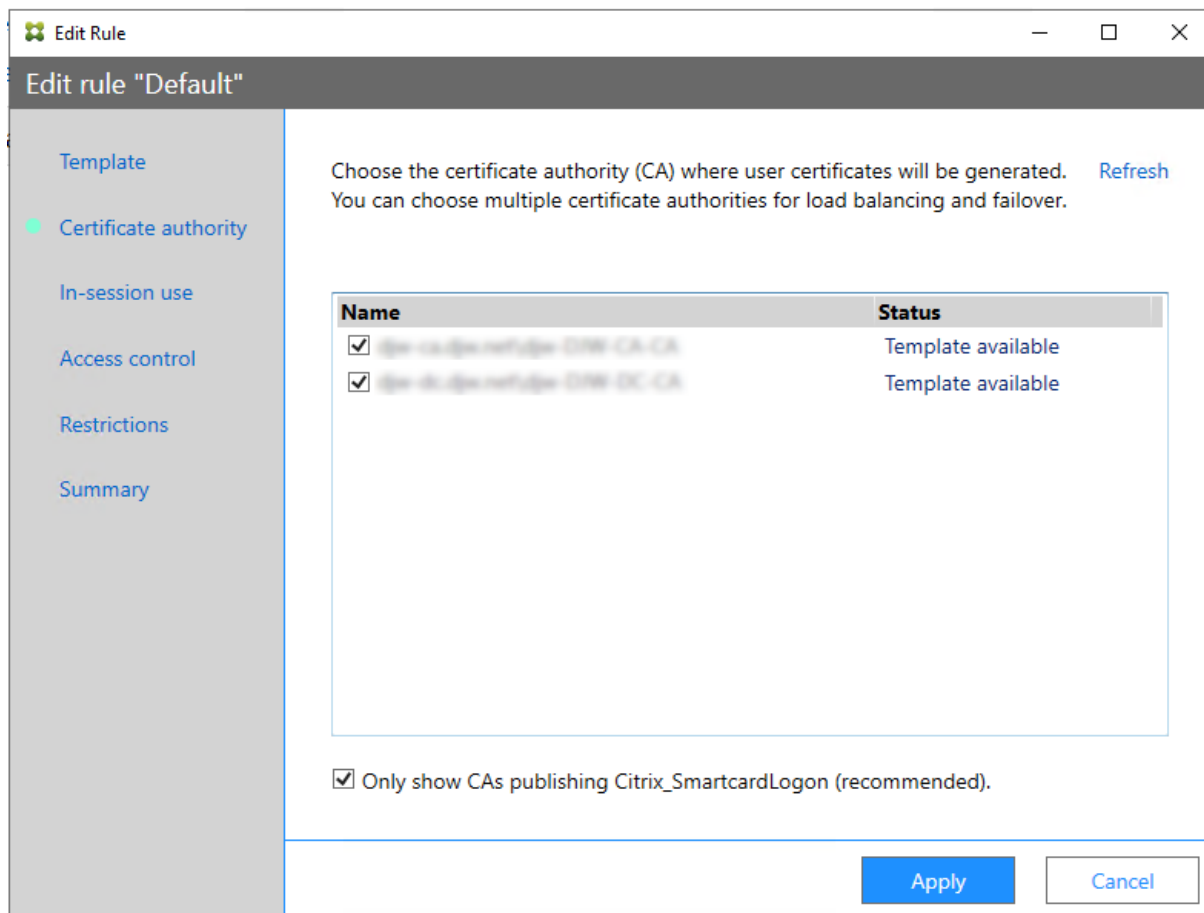 Edit Rule
Edit rule "Default"
Template
Certificate authority
In-session use
Access control
Restrictions
Summary
Choose the certificate authority (CA) where user certificates will be generated.
You can choose multiple certificate authorities for load balancing and failover.
Refresh
Name Status
Template available
Template available
Only show CAs publishing Citrix_SmartcardLogon (recommended).
Apply Cancel